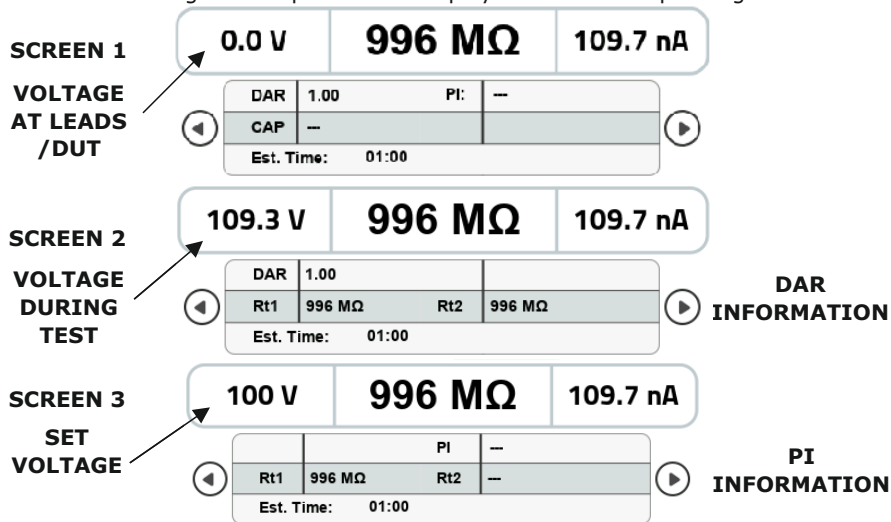 SCREEN 1
VOLTAGE
AT LEADS
/DUT
0.0 V 996 MΩ 109.7 nA
DAR 1.00 PI: ---
CAP ---
Est. Time: 01:00
SCREEN 2
VOLTAGE
DURING
TEST
109.3 V 996 MΩ 109.7 nA
DAR 1.00
Rt1 996 MΩ Rt2 996 MΩ
Est. Time: 01:00
DAR
INFORMATION
SCREEN 3
SET
VOLTAGE
100 V 996 MΩ 109.7 nA
PI ---
Rt1 996 MΩ Rt2 ---
Est. Time: 01:00
PI
INFORMATION